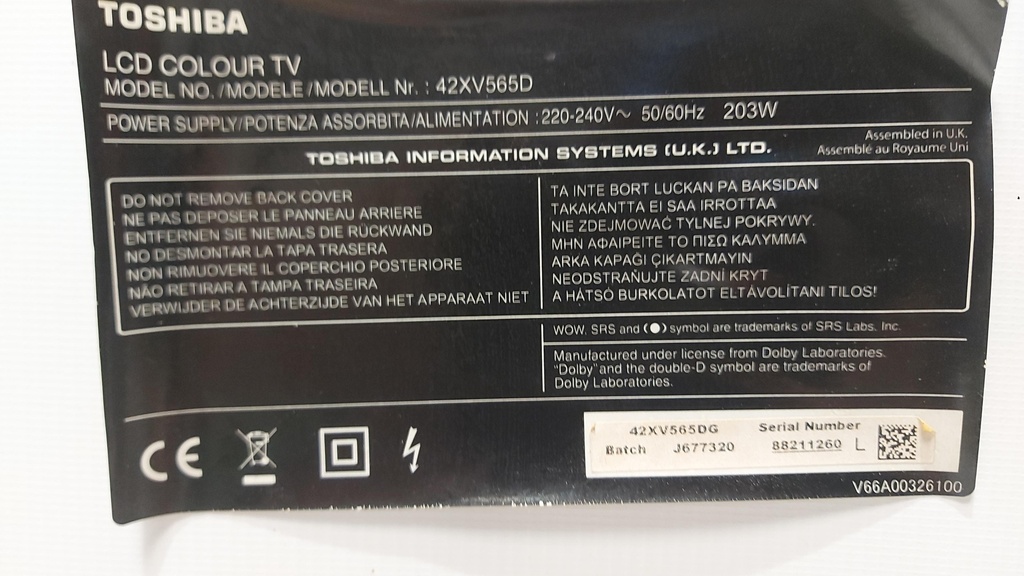 TOSHIBA
LCD COLOUR TV
MODEL NO. /MODELE /MODELL Nr. : 42XV565D
POWER SUPPLY/POTENZA ASSORBITA/ALIMENTATION : 220-240V~ 50/60Hz 203W
Assembled in U.K.
TOSHIBA INFORMATION SYSTEMS (U.K.) LTD.
Assemblé au Royaume Uni
DO NOT REMOVE BACK COVER
NE PAS DEPOSER LE PANNEAU ARRIERE
ENTFERNEN SIE NIEMALS DIE RÜCKWAND
NO DESMONTAR LA TAPA TRASERA
NON RIMUOVERE IL COPERCHIO POSTERIORE
NÃO RETIRAR A TAMPA TRASEIRA
VERWIJDER DE ACHTERZIJDE VAN HET APPARAAT NIET
TA INTE BORT LUCKAN PA BAKSIDAN
TAKAKANTTA EI SAA IRROTTAA
NIE ZDEJMOWAĆ TYLNEJ POKRYWY.
ΜΗΝ ΑΦΑΙΡΕΙΤΕ ΤΟ ΠΙΣΩ ΚΑΛΥΜΜΑ
ARKA KAPAĞI ÇIKARTMAYIN
NEODSTRAŇUJTE ZADNÍ KRYT
A HÁTSÓ BURKOLATOT ELTÁVOLÍTANI TILOS!
WOW, SRS and (●) symbol are trademarks of SRS Labs, Inc.
Manufactured under license from Dolby Laboratories.
"Dolby" and the double-D symbol are trademarks of
Dolby Laboratories.
CE
42XV565DG Serial Number
Batch J677320 88211260 L
V66A00326100